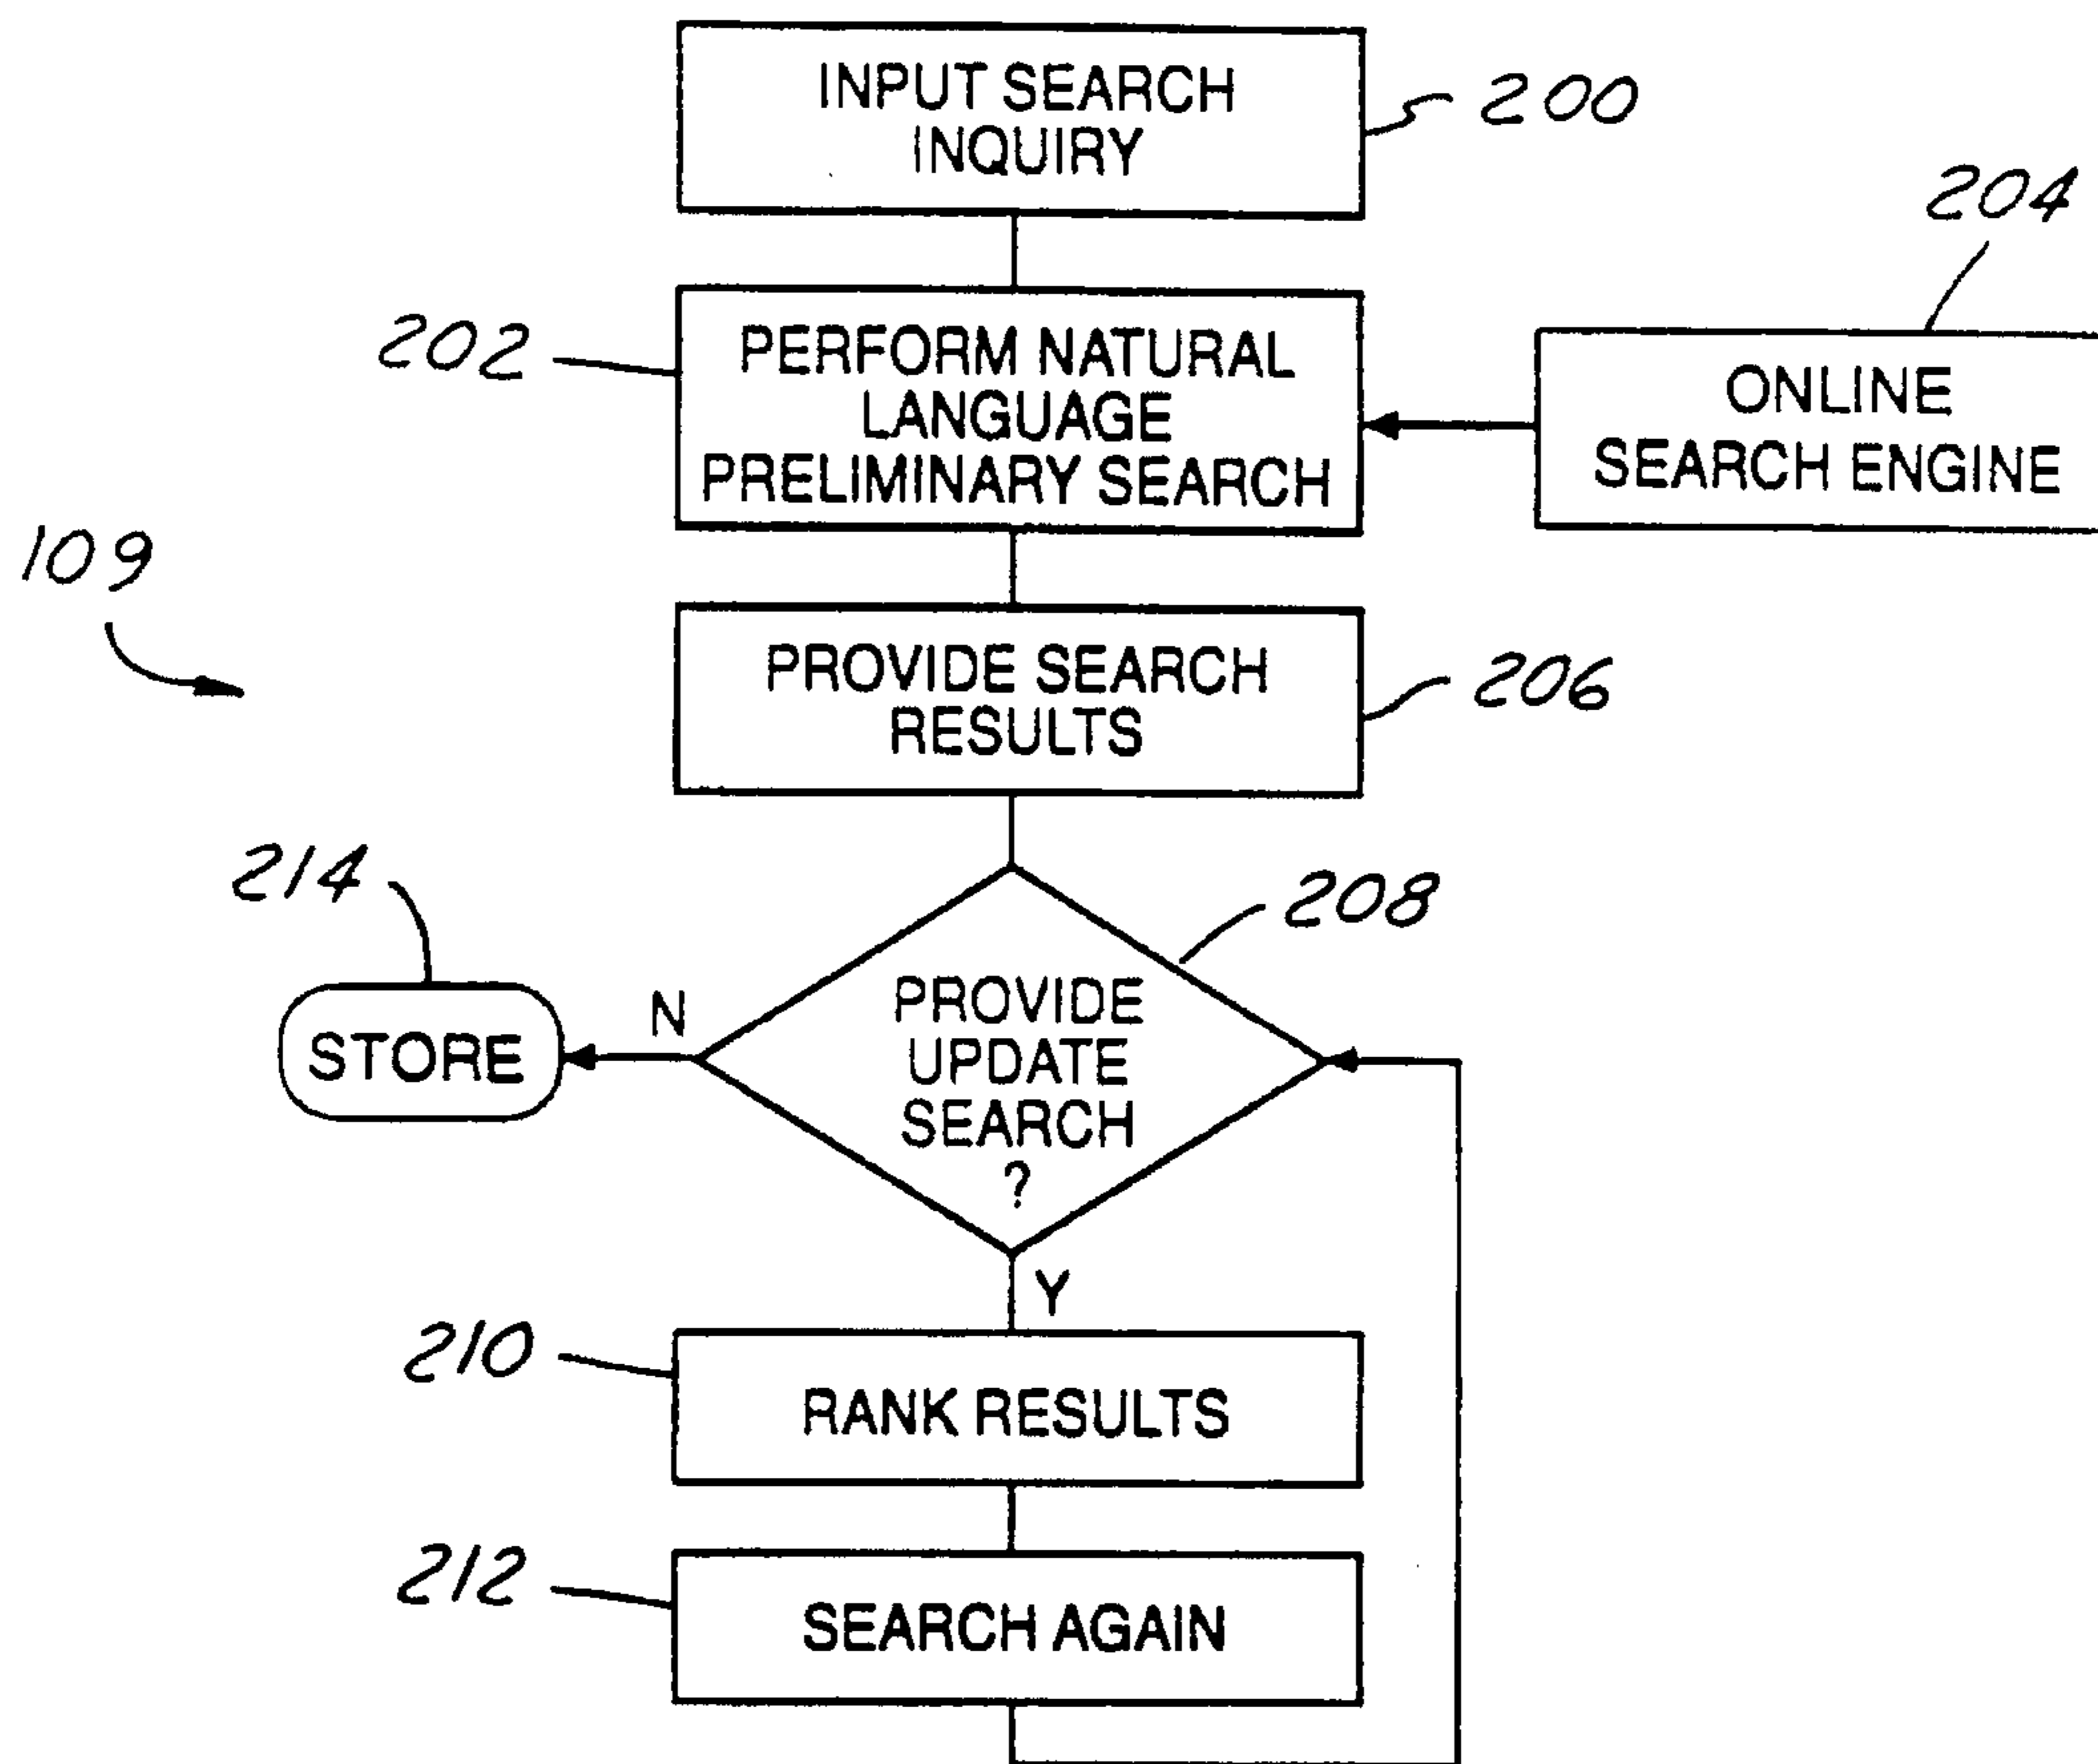 INPUT SEARCH
INQUIRY
200
204
202
PERFORM NATURAL
LANGUAGE
PRELIMINARY SEARCH
ONLINE
SEARCH ENGINE
109
PROVIDE SEARCH
RESULTS
206
214
208
STORE
N
PROVIDE
UPDATE
SEARCH
?
Y
210
RANK RESULTS
212
SEARCH AGAIN